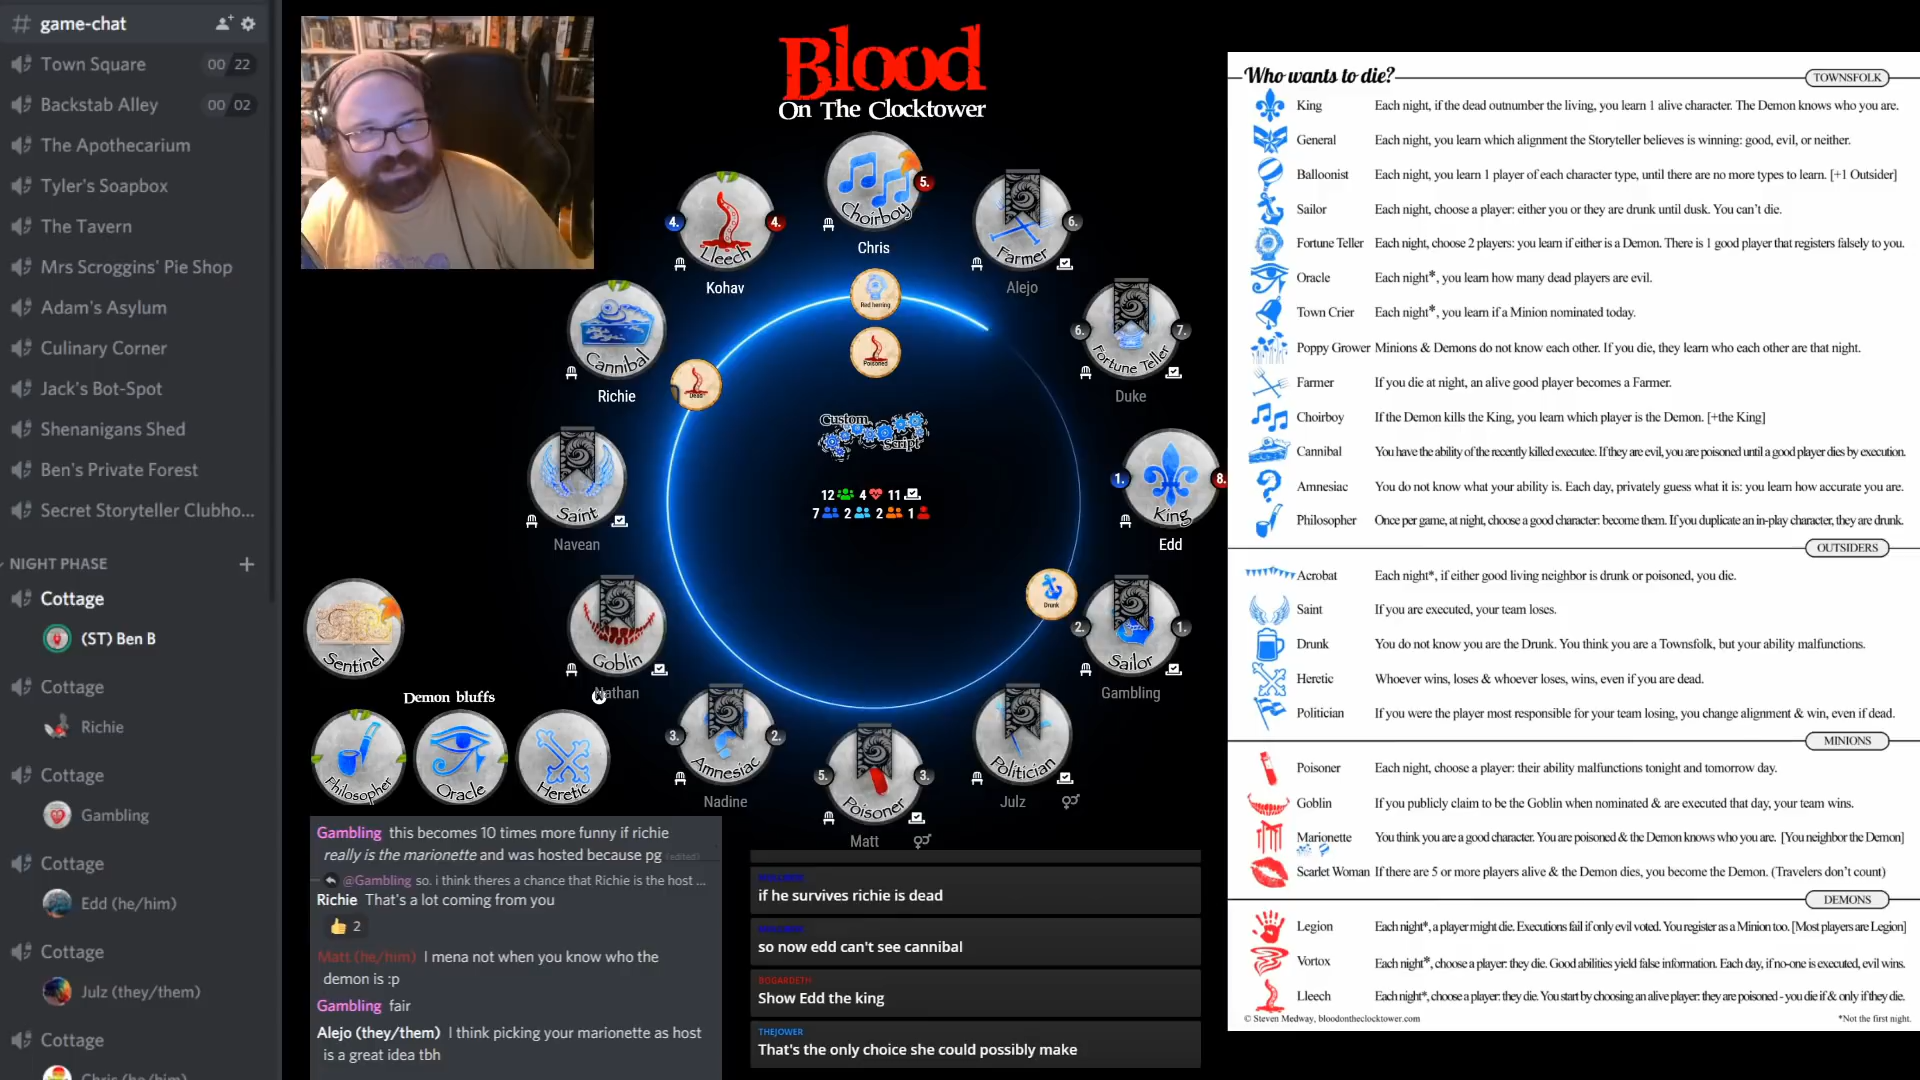 # game-chat
Town Square 00 22
Backstab Alley 00 02
The Apothecarium
Tyler's Soapbox
The Tavern
Mrs Scroggins' Pie Shop
Adam's Asylum
Culinary Corner
Jack's Bot-Spot
Shenanigans Shed
Ben's Private Forest
Secret Storyteller Clubho...
NIGHT PHASE
Cottage
(ST) Ben B
Cottage
Richie
Cottage
Gambling
Cottage
Edd (he/him)
Cottage
Julz (they/them)
Cottage
Chris (he/him)
Blood
On The Clocktower
Choirboy
5.
Chris
Farmer
6.
Alejo
Fortune Teller
6.
7.
Duke
King
1.
8.
Edd
Sailor
2.
1.
Gambling
Politician
Julz
Poisoner
5.
3.
Matt
Amnesiac
3.
2.
Nadine
Goblin
Nathan
Saint
Navean
Cannibal
Richie
Lleech
4.
4.
Kohav
Red herring
Poisoned
Dead
Drunk
Custom
Script
12 4 11
7 2 2 1
Sentinel
Demon bluffs
Philosopher
Oracle
Heretic
Gambling this becomes 10 times more funny if richie
really is the marionette and was hosted because pg (edited)
@Gambling so. i think theres a chance that Richie is the host ...
Richie That's a lot coming from you
2
Matt (he/him) I mena not when you know who the
demon is :p
Gambling fair
Alejo (they/them) I think picking your marionette as host
is a great idea tbh
if he survives richie is dead
so now edd can't see cannibal
BOGARDETH
Show Edd the king
THEJOWER
That's the only choice she could possibly make
Who wants to die?
TOWNSFOLK
King Each night, if the dead outnumber the living, you learn 1 alive character. The Demon knows who you are.
General Each night, you learn which alignment the Storyteller believes is winning: good, evil, or neither.
Balloonist Each night, you learn 1 player of each character type, until there are no more types to learn. [+1 Outsider]
Sailor Each night, choose a player: either you or they are drunk until dusk. You can't die.
Fortune Teller Each night, choose 2 players: you learn if either is a Demon. There is 1 good player that registers falsely to you.
Oracle Each night*, you learn how many dead players are evil.
Town Crier Each night*, you learn if a Minion nominated today.
Poppy Grower Minions & Demons do not know each other. If you die, they learn who each other are that night.
Farmer If you die at night, an alive good player becomes a Farmer.
Choirboy If the Demon kills the King, you learn which player is the Demon. [+the King]
Cannibal You have the ability of the recently killed executee. If they are evil, you are poisoned until a good player dies by execution.
Amnesiac You do not know what your ability is. Each day, privately guess what it is: you learn how accurate you are.
Philosopher Once per game, at night, choose a good character: become them. If you duplicate an in-play character, they are drunk.
OUTSIDERS
Acrobat Each night*, if either good living neighbor is drunk or poisoned, you die.
Saint If you are executed, your team loses.
Drunk You do not know you are the Drunk. You think you are a Townsfolk, but your ability malfunctions.
Heretic Whoever wins, loses & whoever loses, wins, even if you are dead.
Politician If you were the player most responsible for your team losing, you change alignment & win, even if dead.
MINIONS
Poisoner Each night, choose a player: their ability malfunctions tonight and tomorrow day.
Goblin If you publicly claim to be the Goblin when nominated & are executed that day, your team wins.
Marionette You think you are a good character. You are poisoned & the Demon knows who you are. [You neighbor the Demon]
Scarlet Woman If there are 5 or more players alive & the Demon dies, you become the Demon. (Travelers don't count)
DEMONS
Legion Each night*, a player might die. Executions fail if only evil voted. You register as a Minion too. [Most players are Legion]
Vortox Each night*, choose a player: they die. Good abilities yield false information. Each day, if no-one is executed, evil wins.
Lleech Each night*, choose a player: they die. You start by choosing an alive player: they are poisoned - you die if & only if they die.
© Steven Medway, bloodontheclocktower.com *Not the first night.